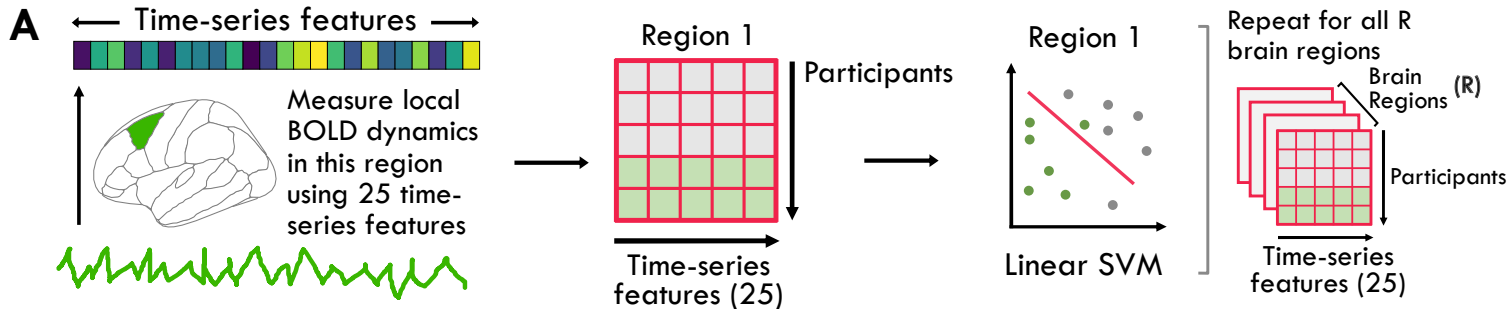 A
Time-series features
Measure local
BOLD dynamics
in this region
using 25 time-
series features
Region 1
Participants
Time-series
features (25)
Region 1
Linear SVM
Repeat for all R
brain regions
Brain
Regions (R)
Participants
Time-series
features (25)